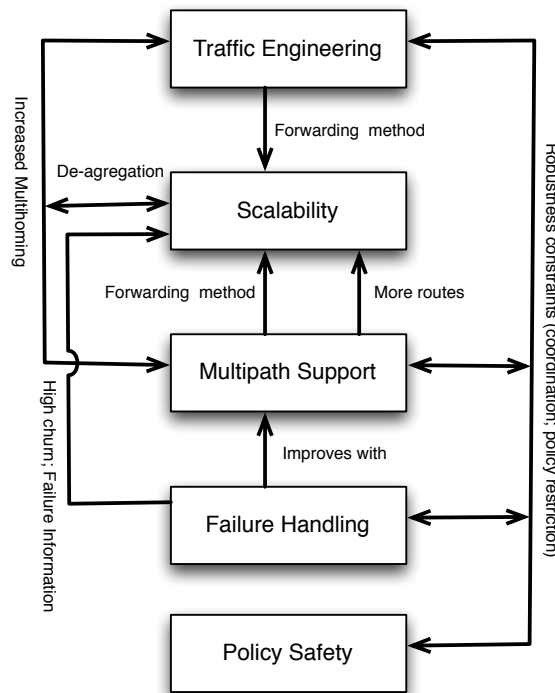 Traffic Engineering
Forwarding method
De-agregation
Scalability
Increased Multihoming
Forwarding method
More routes
Multipath Support
Robustness constraints (coordination; policy restriction)
High churn; Failure Information
Improves with
Failure Handling
Policy Safety